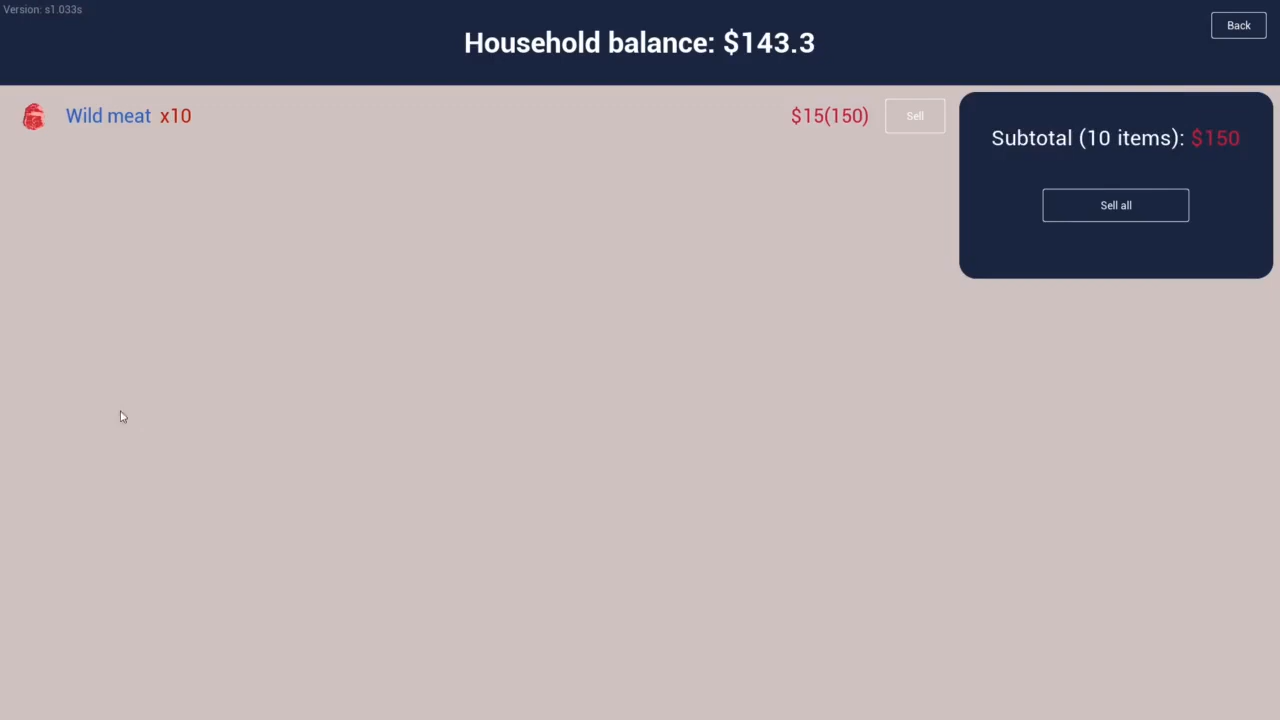 Version: s1.033s
Household balance: $143.3
Back
Wild meat x10 $15(150) Sell
Subtotal (10 items): $150
Sell all